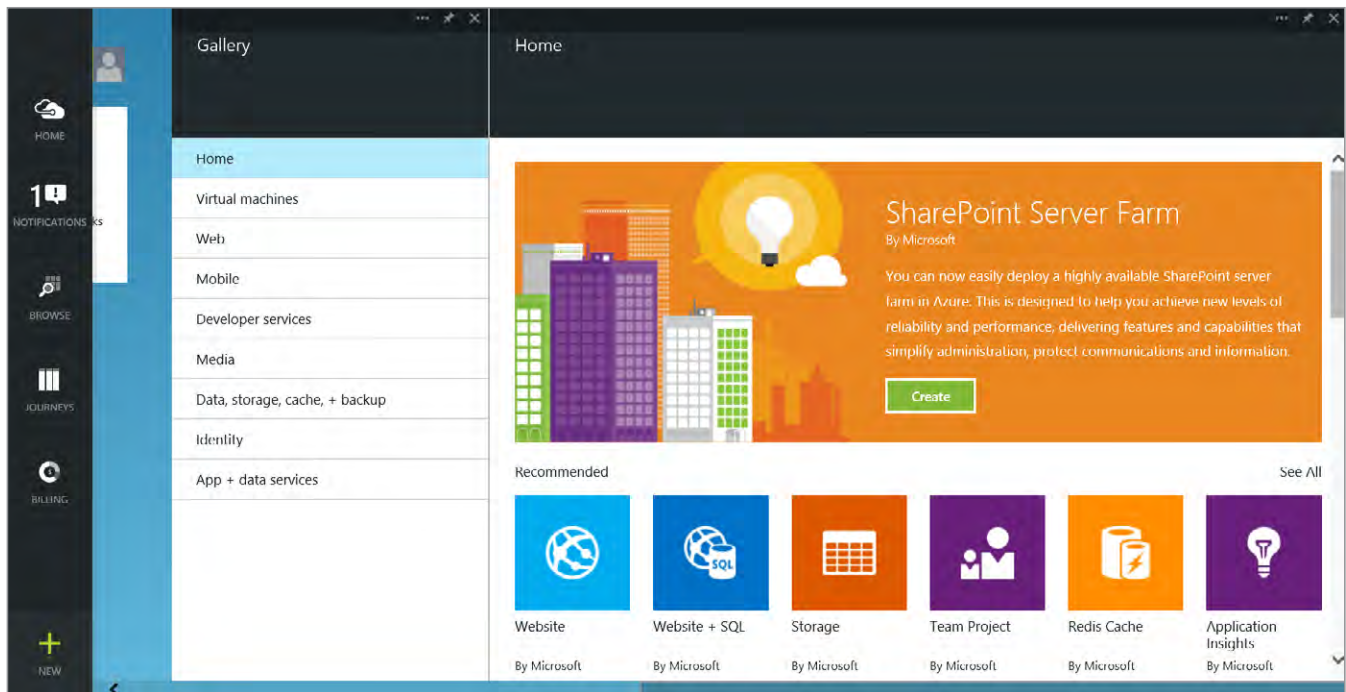 HOME
1
NOTIFICATIONS
ks
BROWSE
JOURNEYS
BILLING
NEW
Gallery
Home
Virtual machines
Web
Mobile
Developer services
Media
Data, storage, cache, + backup
Identity
App + data services
Home
SharePoint Server Farm
By Microsoft
You can now easily deploy a highly available SharePoint server
farm in Azure. This is designed to help you achieve new levels of
reliability and performance, delivering features and capabilities that
simplify administration, protect communications and information.
Create
Recommended
See All
Website
By Microsoft
SQL
Website + SQL
By Microsoft
Storage
By Microsoft
Team Project
By Microsoft
Redis Cache
By Microsoft
Application
Insights
By Microsoft